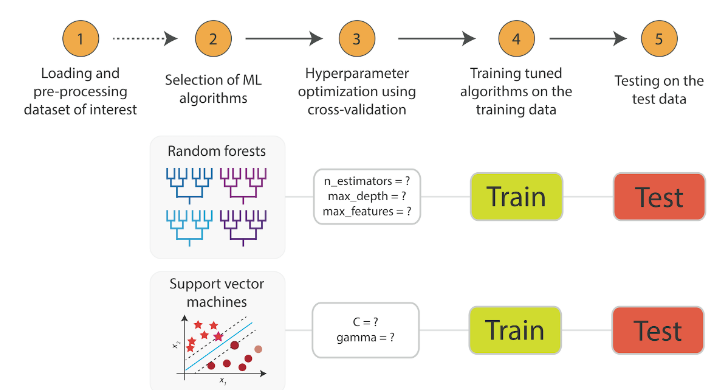 1
2
3
4
5
Loading and
pre-processing
dataset of interest
Selection of ML
algorithms
Hyperparameter
optimization using
cross-validation
Training tuned
algorithms on the
training data
Testing on the
test data
Random forests
n_estimators = ?
max_depth = ?
max_features = ?
Train
Test
Support vector
machines
x₂
x₁
C = ?
gamma = ?
Train
Test